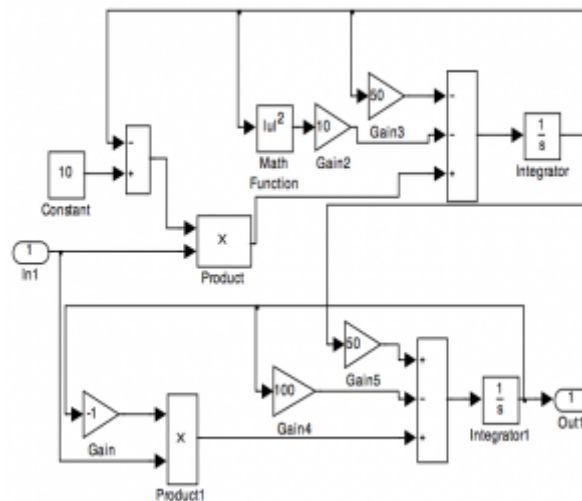 50
-
|u|²
10
-
1
s
Gain3
Math
Function
Gain2
Integrator
-
+
10
+
Constant
X
Product
1
In1
50
+
1
s
1
-1
100
Gain5
-
Out1
X
Gain4
+
Integrator1
Gain
Product1